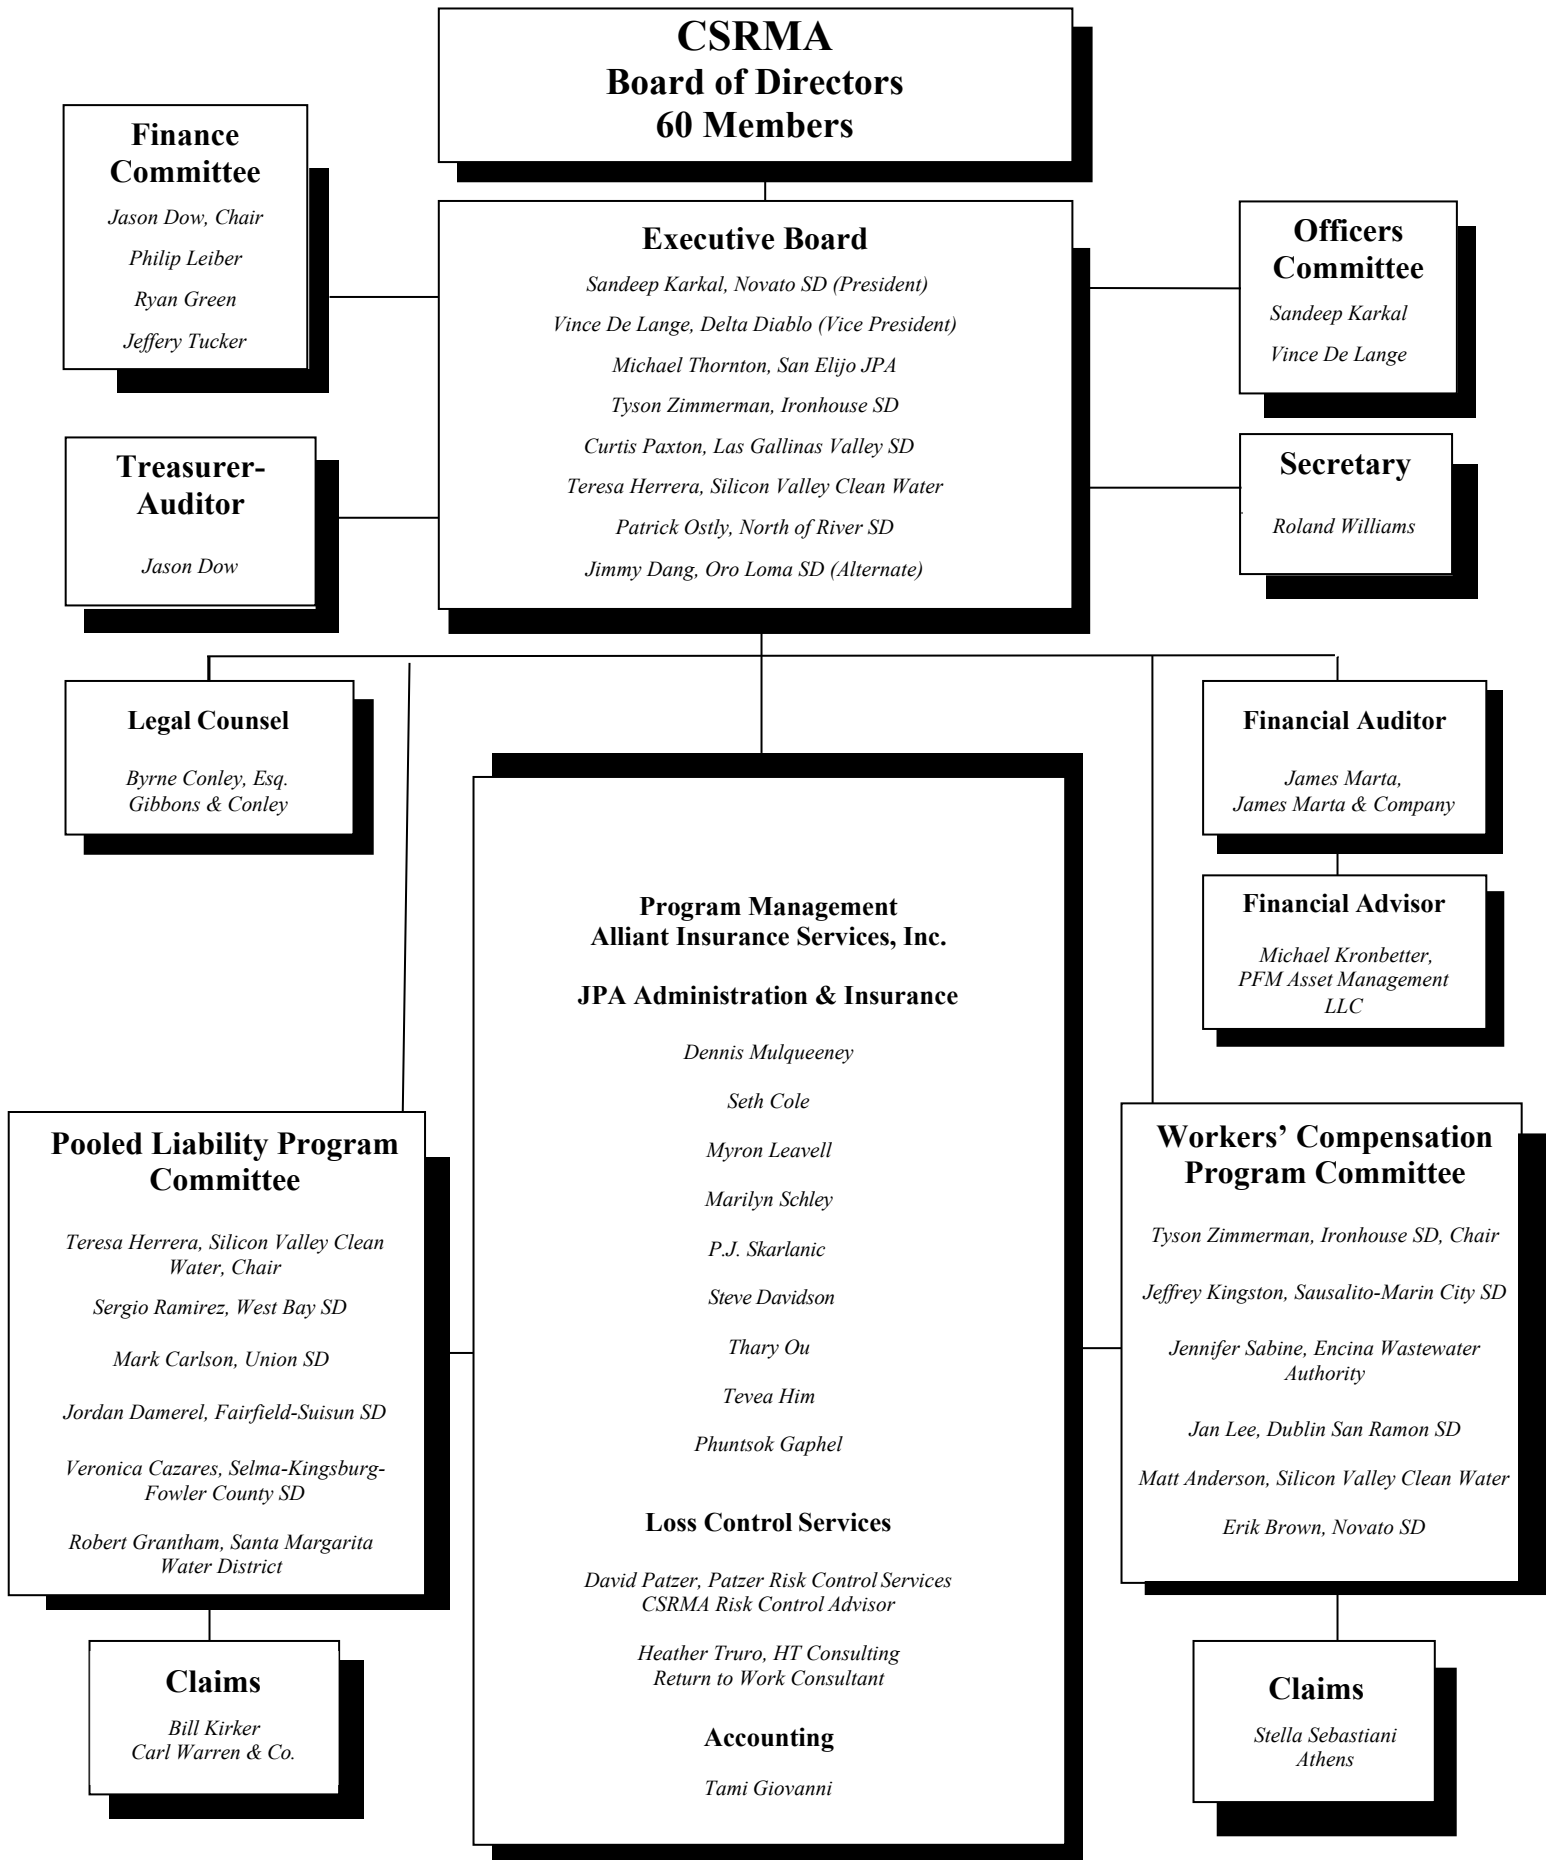 CSRMA
Board of Directors
60 Members
Finance
Committee
Jason Dow, Chair
Philip Leiber
Ryan Green
Jeffery Tucker
Executive Board
Sandeep Karkal, Novato SD (President)
Vince De Lange, Delta Diablo (Vice President)
Michael Thornton, San Elijo JPA
Tyson Zimmerman, Ironhouse SD
Curtis Paxton, Las Gallinas Valley SD
Teresa Herrera, Silicon Valley Clean Water
Patrick Ostly, North of River SD
Jimmy Dang, Oro Loma SD (Alternate)
Officers
Committee
Sandeep Karkal
Vince De Lange
Treasurer-
Auditor
Jason Dow
Secretary
Roland Williams
Legal Counsel
Byrne Conley, Esq.
Gibbons & Conley
Financial Auditor
James Marta,
James Marta & Company
Financial Advisor
Michael Kronbetter,
PFM Asset Management
LLC
Program Management
Alliant Insurance Services, Inc.
JPA Administration & Insurance
Dennis Mulqueeney
Seth Cole
Myron Leavell
Marilyn Schley
P.J. Skarlanic
Steve Davidson
Thary Ou
Tevea Him
Phuntsok Gaphel
Loss Control Services
David Patzer, Patzer Risk Control Services
CSRMA Risk Control Advisor
Heather Truro, HT Consulting
Return to Work Consultant
Accounting
Tami Giovanni
Pooled Liability Program
Committee
Teresa Herrera, Silicon Valley Clean
Water, Chair
Sergio Ramirez, West Bay SD
Mark Carlson, Union SD
Jordan Damerel, Fairfield-Suisun SD
Veronica Cazares, Selma-Kingsburg-
Fowler County SD
Robert Grantham, Santa Margarita
Water District
Workers’ Compensation
Program Committee
Tyson Zimmerman, Ironhouse SD, Chair
Jeffrey Kingston, Sausalito-Marin City SD
Jennifer Sabine, Encina Wastewater
Authority
Jan Lee, Dublin San Ramon SD
Matt Anderson, Silicon Valley Clean Water
Erik Brown, Novato SD
Claims
Bill Kirker
Carl Warren & Co.
Claims
Stella Sebastiani
Athens